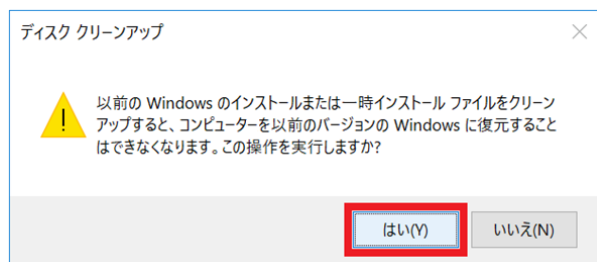 ディスク クリーンアップ
以前の Windows のインストールまたは一時インストール ファイルをクリーン
アップすると、コンピューターを以前のバージョンの Windows に復元すること
はできなくなります。この操作を実行しますか?
はい(Y)
いいえ(N)